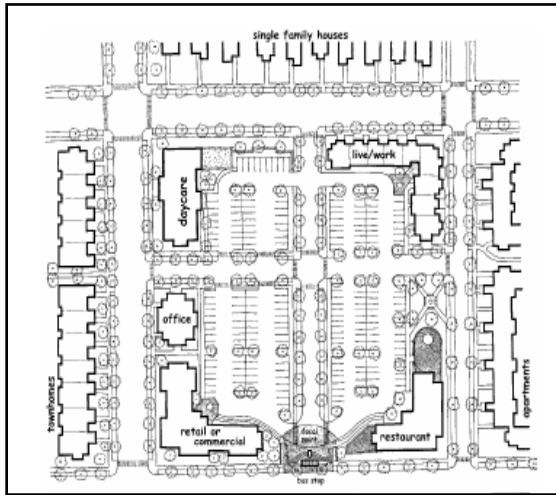 single family houses
live/work
daycare
office
townhomes
apartments
retail or
commercial
focal
point
restaurant
bus stop